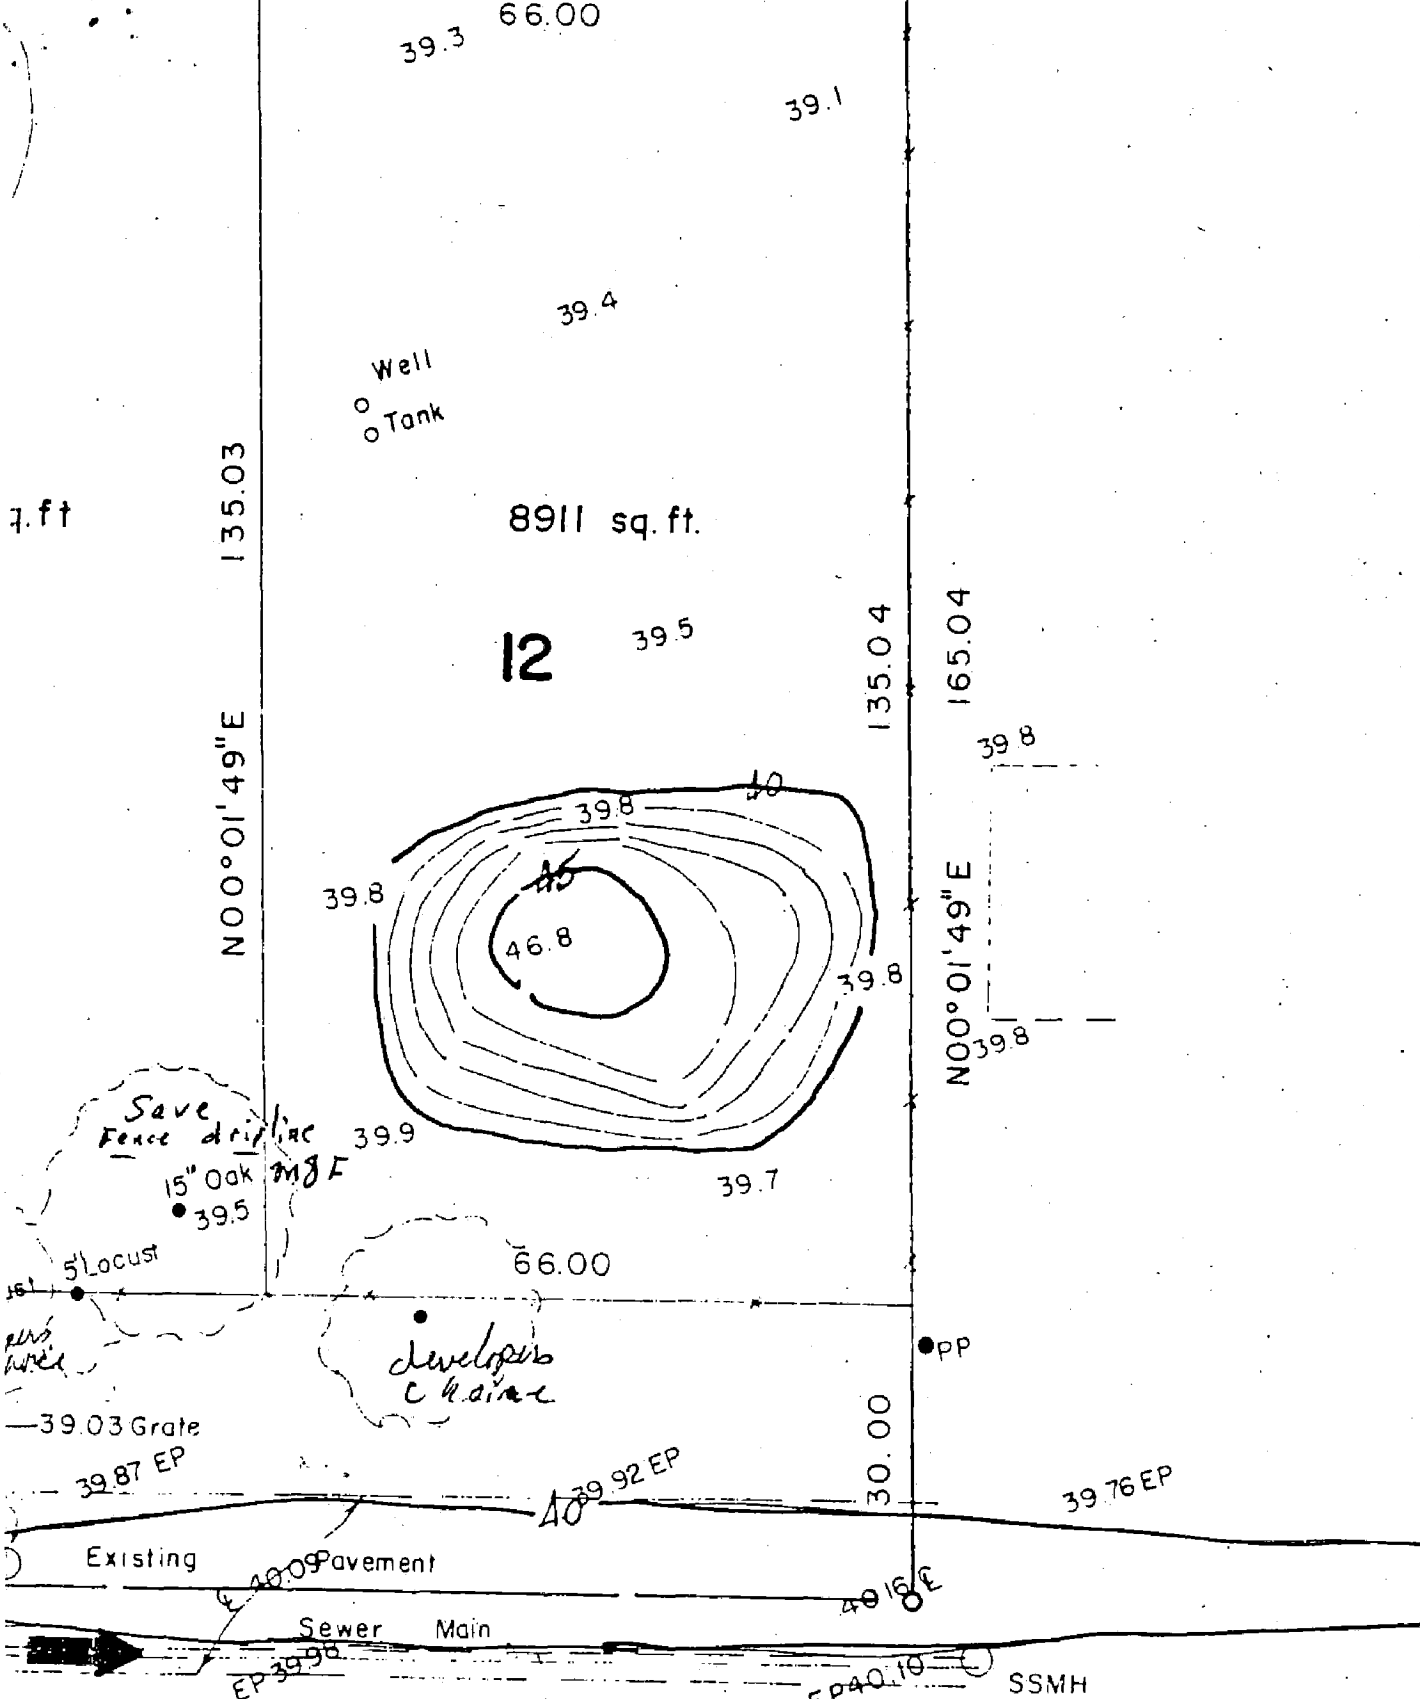 66.00
39.3
39.1
39.4
Well
Tank
135.03
q.ft
8911 sq.ft.
39.5
12
135.04
165.04
N00°01'49"E
39.8
40
39.8
39.8
45
46.8
39.8
N00°01'49"E
39.8
Save
Fence dripline
39.9
15" Oak
39.5
39.7
5" Locust
66.00
developers
PP
39.03 Grate
30.00
39.87 EP
39.92 EP
39.76 EP
40
Existing Pavement
℄ 40.09
40.16 ℄
Sewer Main
EP 39.98
EP 40.10
SSMH